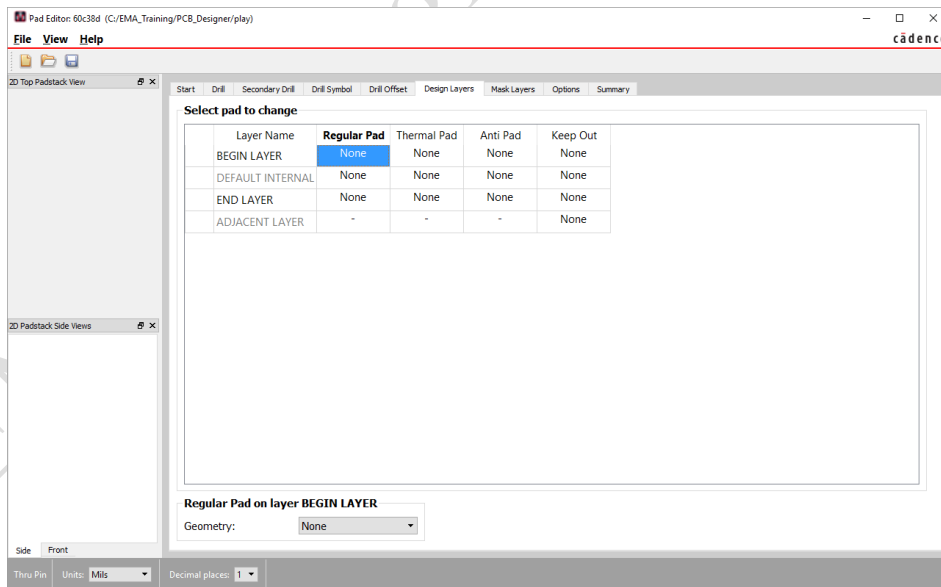 Pad Editor: 60c38d (C:/EMA_Training/PCB_Designer/play)
File View Help
cādence
2D Top Padstack View
Start Drill Secondary Drill Drill Symbol Drill Offset Design Layers Mask Layers Options Summary
Select pad to change
Layer Name Regular Pad Thermal Pad Anti Pad Keep Out
BEGIN LAYER None None None None
DEFAULT INTERNAL None None None None
END LAYER None None None None
ADJACENT LAYER - - - None
2D Padstack Side Views
Regular Pad on layer BEGIN LAYER
Geometry: None
Side Front
Thru Pin Units: Mils Decimal places: 1